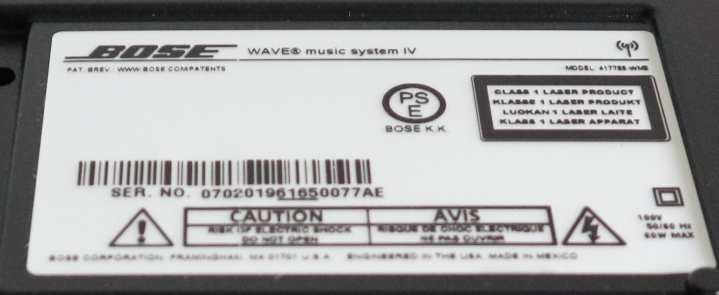 BOSE WAVE® music system IV
PAT. BREV.: WWW.BOSE.COM/PATENTS
MODEL: 417788-WMS
PS
E
BOSE K.K.
CLASS 1 LASER PRODUCT
KLASSE 1 LASER PRODUKT
LUOKAN 1 LASER LAITE
KLASS 1 LASER APPARAT
SER. NO. 070201961650077AE
CAUTION
RISK OF ELECTRIC SHOCK
DO NOT OPEN
AVIS
RISQUE DE CHOC ELECTRIQUE
NE PAS OUVRIR
100V
50/60 Hz
60W MAX
BOSE CORPORATION, FRAMINGHAM, MA 01701 U.S.A. ENGINEERED IN THE USA, MADE IN MEXICO